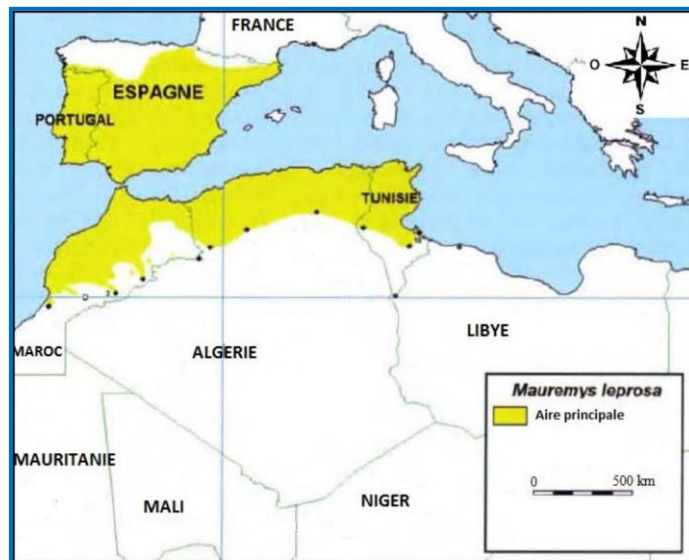 FRANCE
N
O
E
S
ESPAGNE
PORTUGAL
TUNISIE
MAROC
ALGERIE
LIBYE
Mauremys leprosa
Aire principale
0 500 km
MAURITANIE
MALI
NIGER